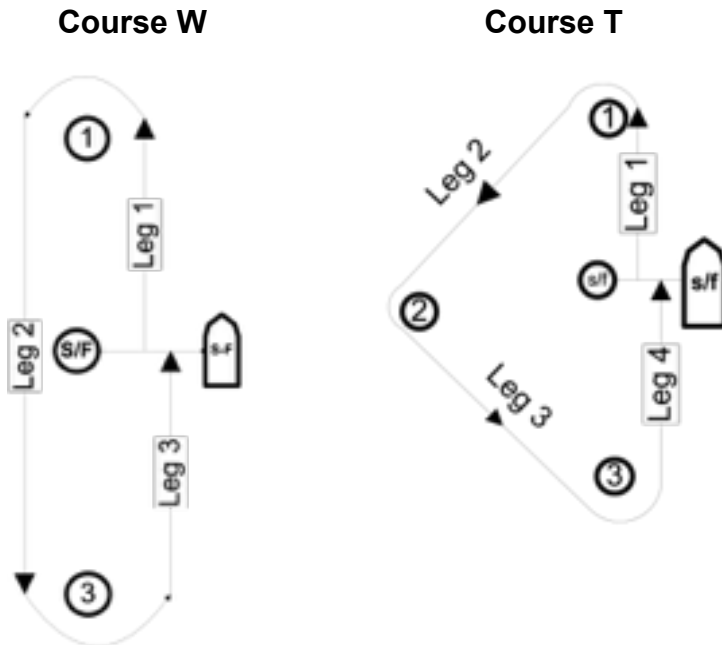 Course W
Course T
1
Leg 1
Leg 2
S/F
S-F
Leg 3
3
1
Leg 2
Leg 1
s/f
s/f
2
Leg 3
Leg 4
3